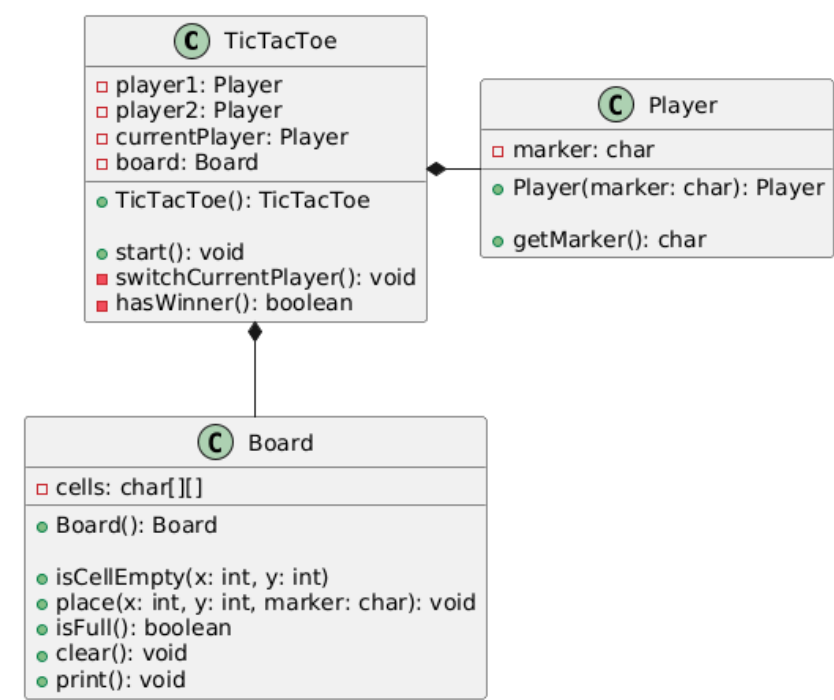 C TicTacToe
player1: Player
player2: Player
currentPlayer: Player
board: Board
TicTacToe(): TicTacToe
start(): void
switchCurrentPlayer(): void
hasWinner(): boolean
C Player
marker: char
Player(marker: char): Player
getMarker(): char
C Board
cells: char[][]
Board(): Board
isCellEmpty(x: int, y: int)
place(x: int, y: int, marker: char): void
isFull(): boolean
clear(): void
print(): void